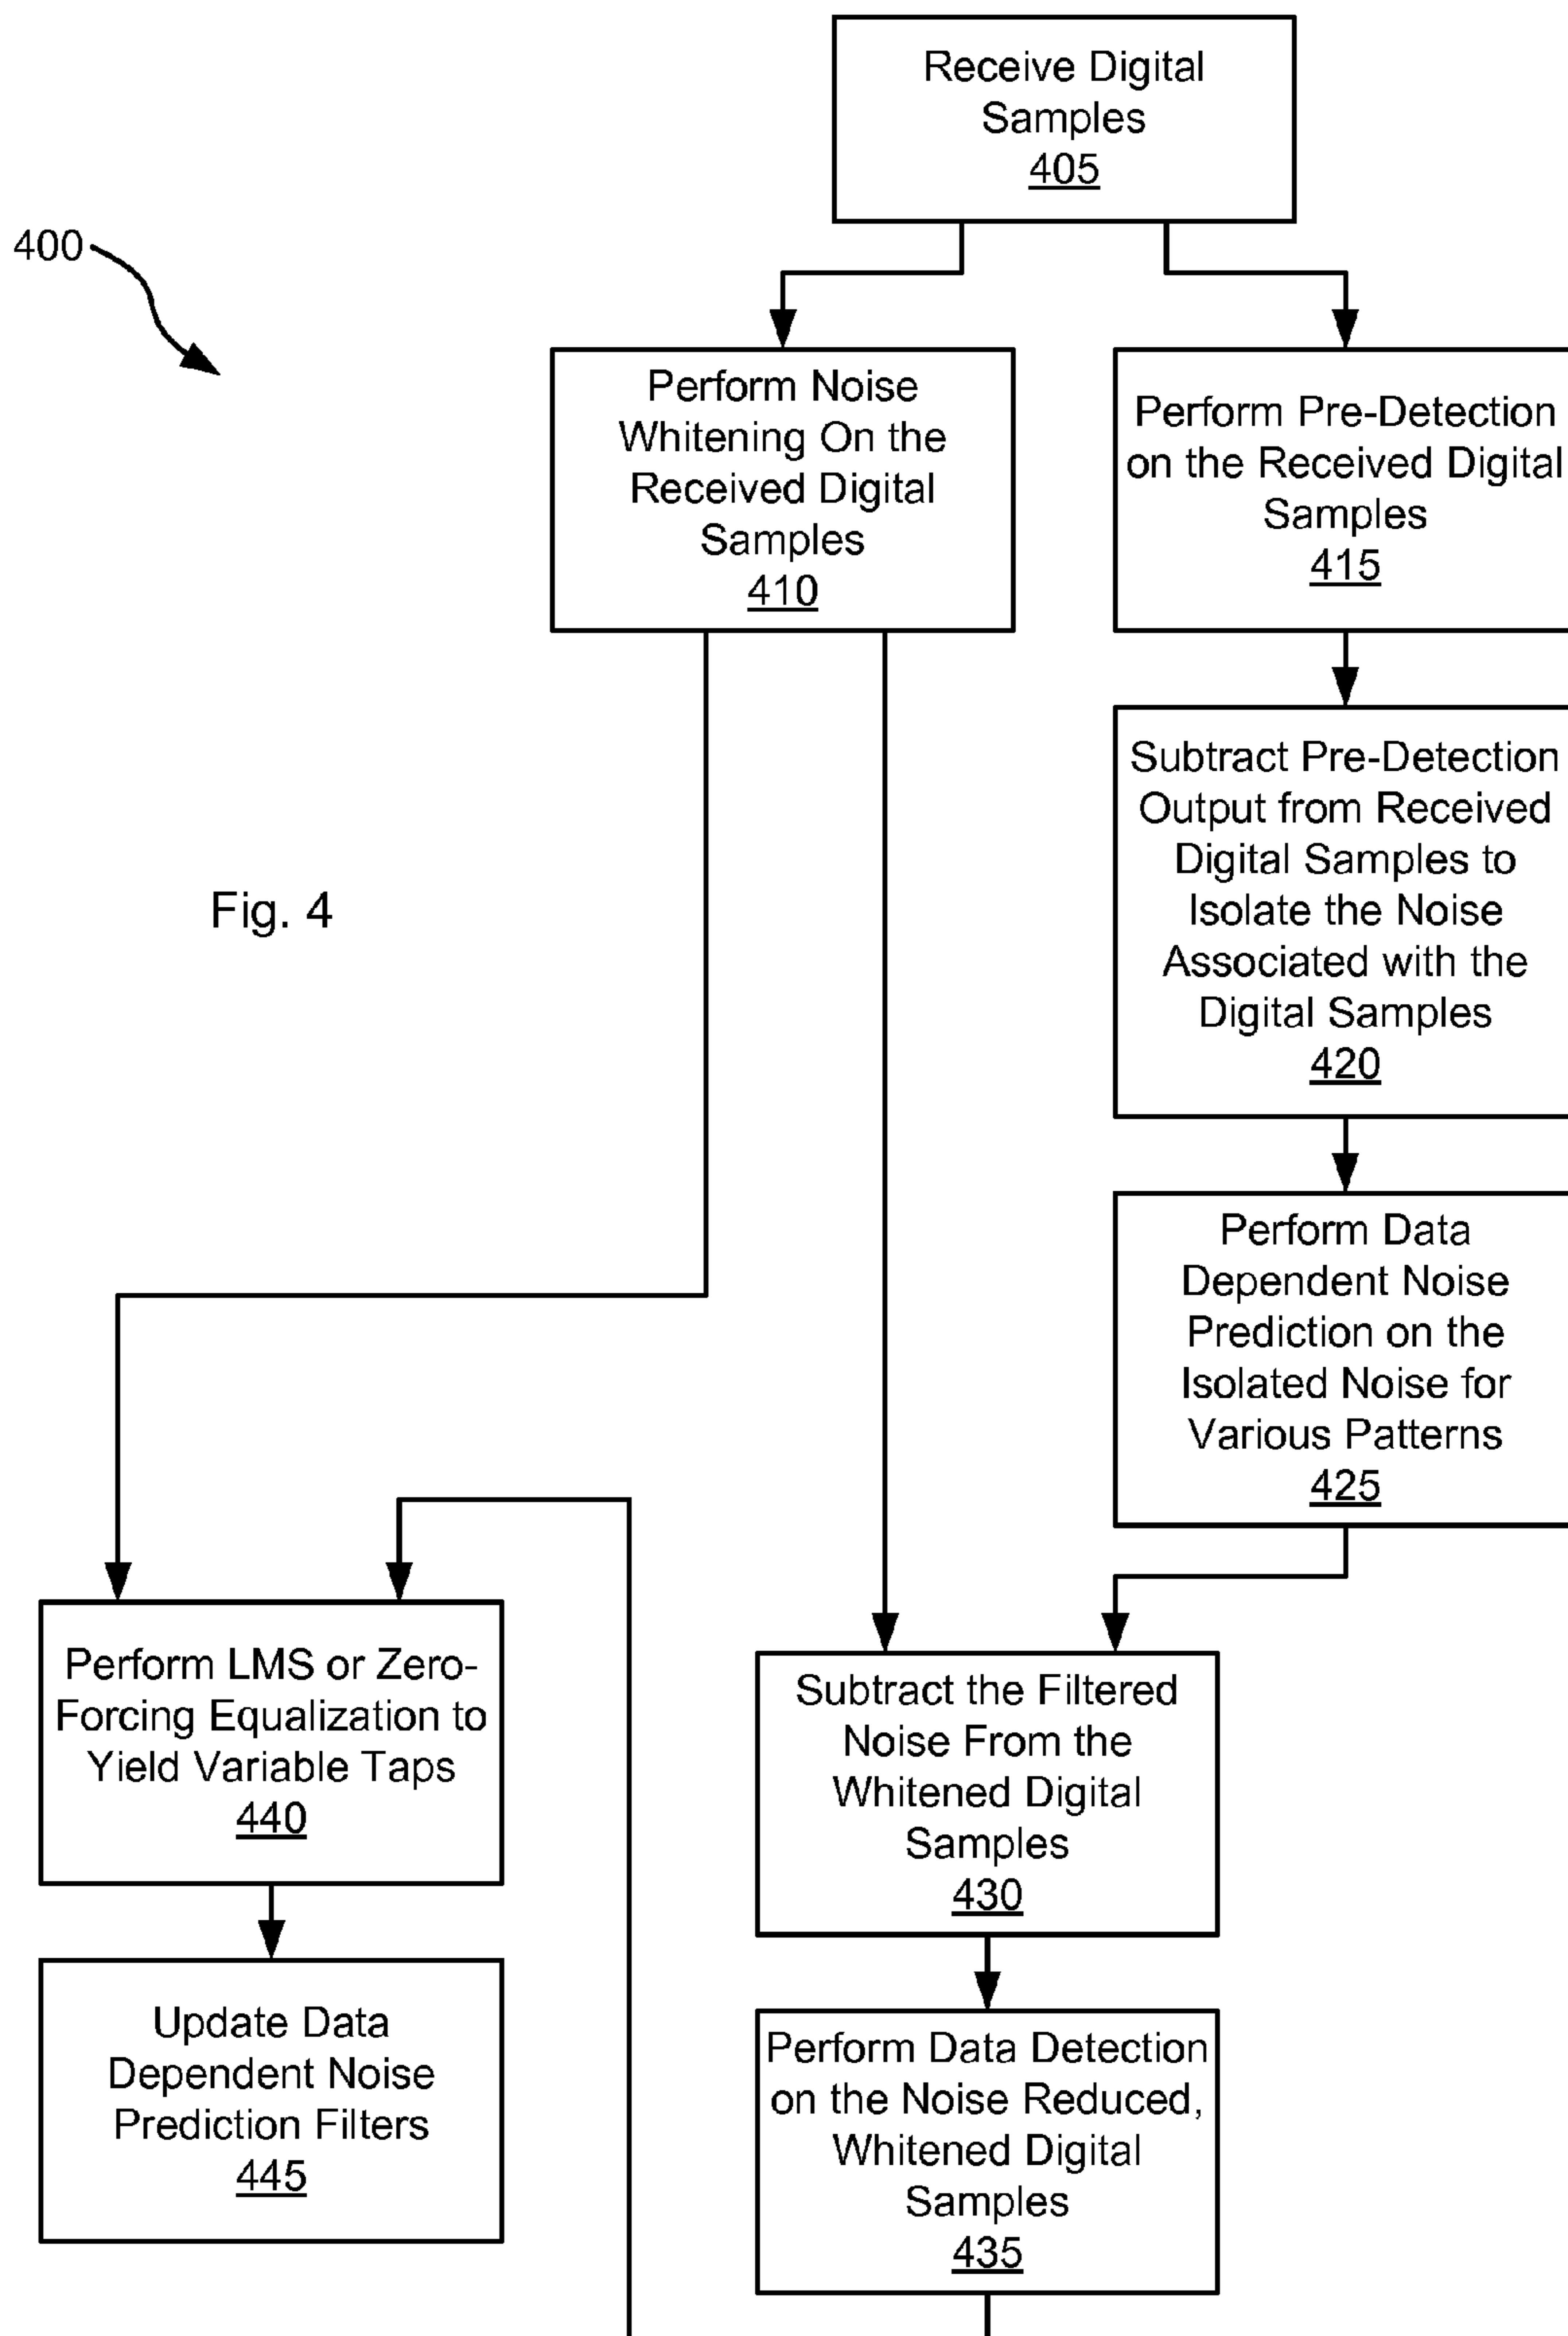 Receive Digital
Samples
405
400
Perform Noise
Whitening On the
Received Digital
Samples
410
Perform Pre-Detection
on the Received Digital
Samples
415
Subtract Pre-Detection
Output from Received
Digital Samples to
Isolate the Noise
Associated with the
Digital Samples
420
Fig. 4
Perform Data
Dependent Noise
Prediction on the
Isolated Noise for
Various Patterns
425
Perform LMS or Zero-
Forcing Equalization to
Yield Variable Taps
440
Subtract the Filtered
Noise From the
Whitened Digital
Samples
430
Update Data
Dependent Noise
Prediction Filters
445
Perform Data Detection
on the Noise Reduced,
Whitened Digital
Samples
435